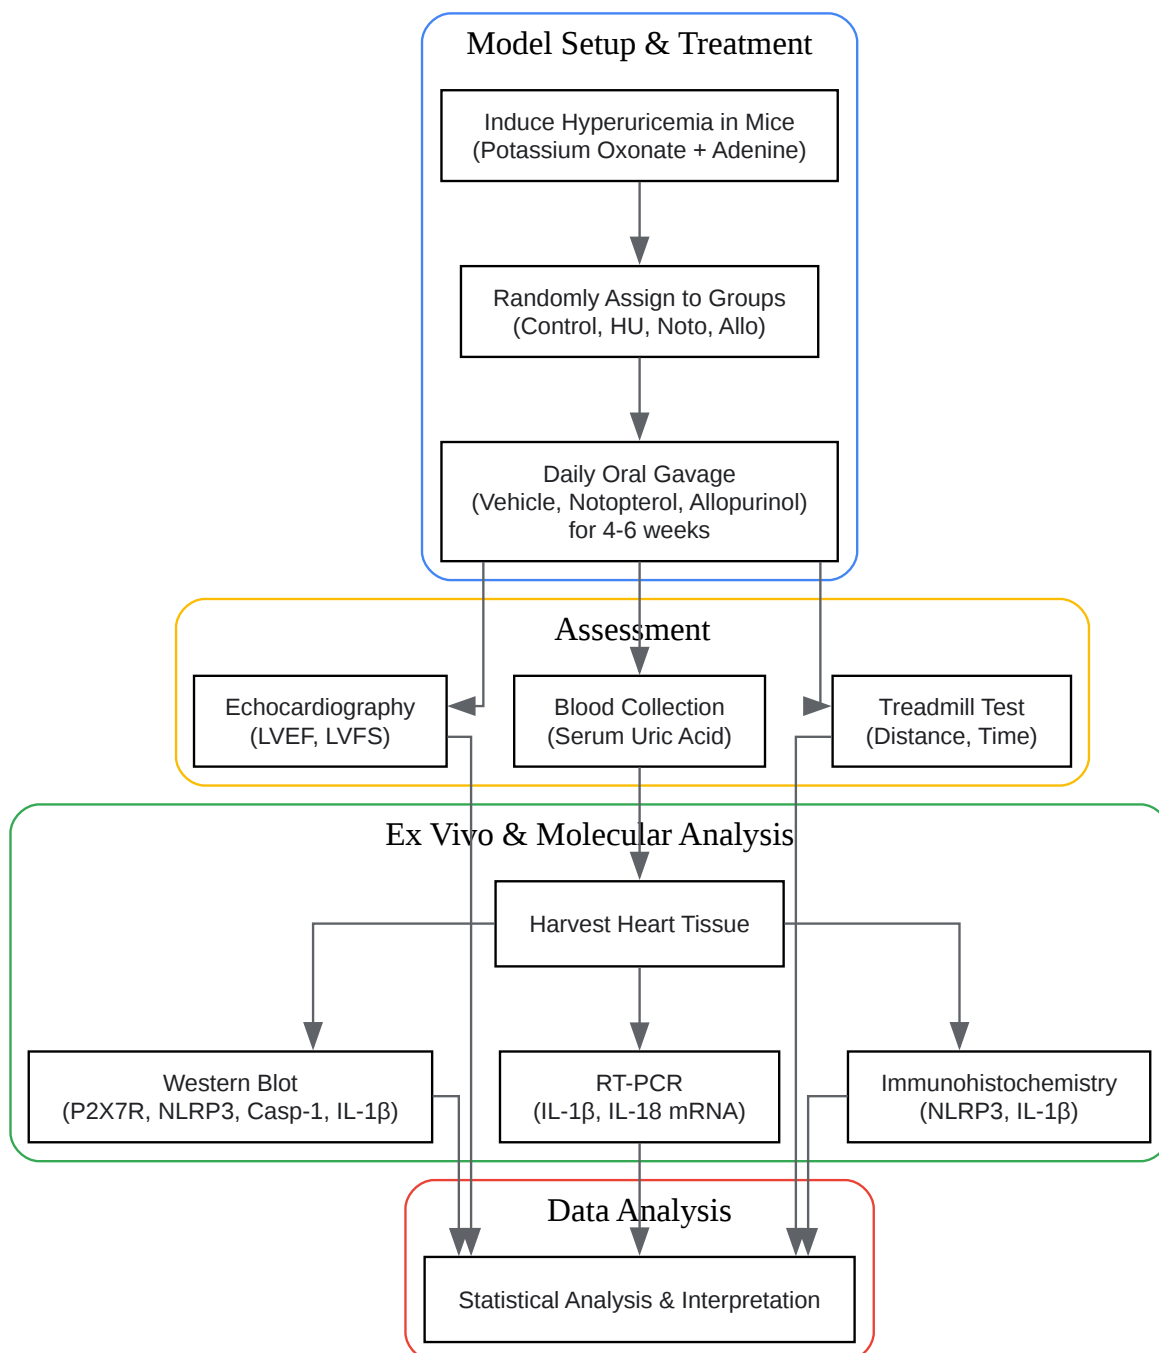 Model Setup & Treatment
Induce Hyperuricemia in Mice
(Potassium Oxonate + Adenine)
Randomly Assign to Groups
(Control, HU, Noto, Allo)
Daily Oral Gavage
(Vehicle, Notopterol, Allopurinol)
for 4-6 weeks
Assessment
Echocardiography
(LVEF, LVFS)
Blood Collection
(Serum Uric Acid)
Treadmill Test
(Distance, Time)
Ex Vivo & Molecular Analysis
Harvest Heart Tissue
Western Blot
(P2X7R, NLRP3, Casp-1, IL-1β)
RT-PCR
(IL-1β, IL-18 mRNA)
Immunohistochemistry
(NLRP3, IL-1β)
Data Analysis
Statistical Analysis & Interpretation